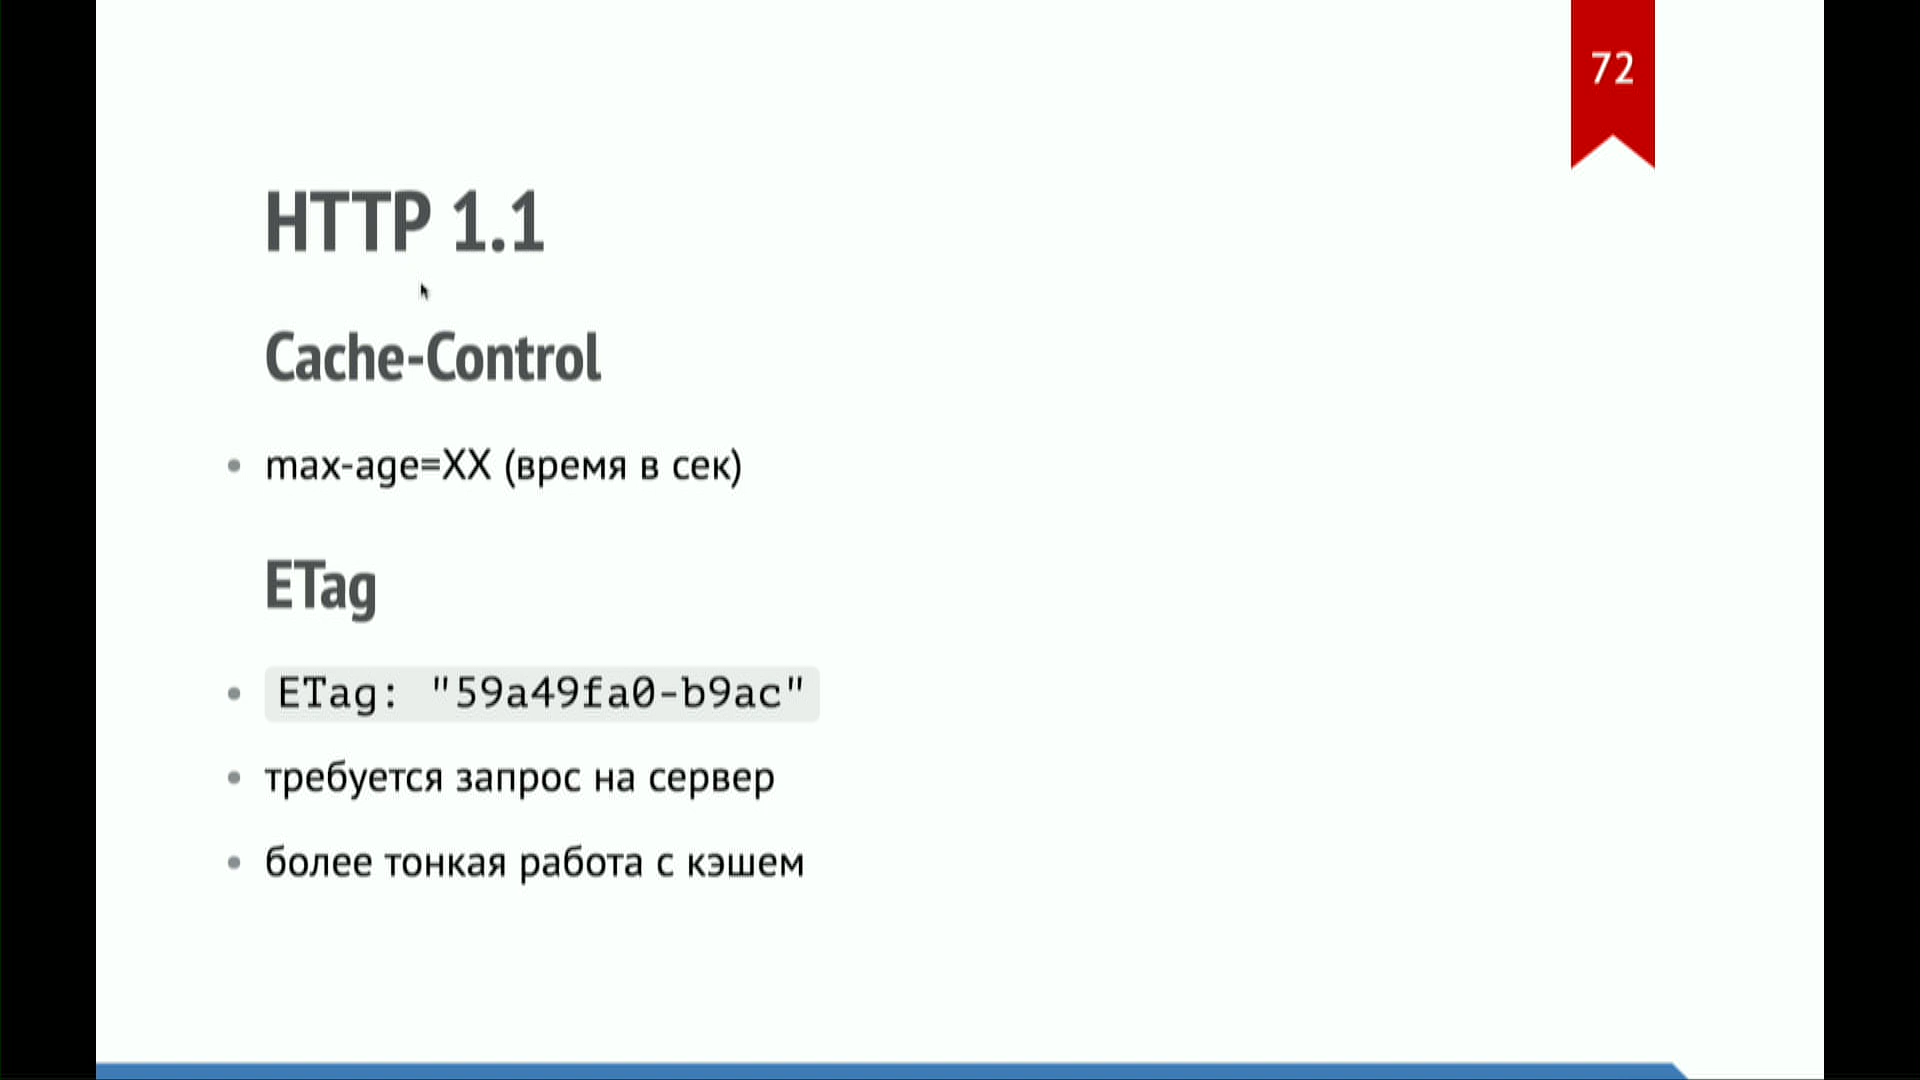 72
HTTP 1.1
Cache-Control
max-age=XX (время в сек)
ETag
ETag: "59a49fa0-b9ac"
требуется запрос на сервер
более тонкая работа с кэшем